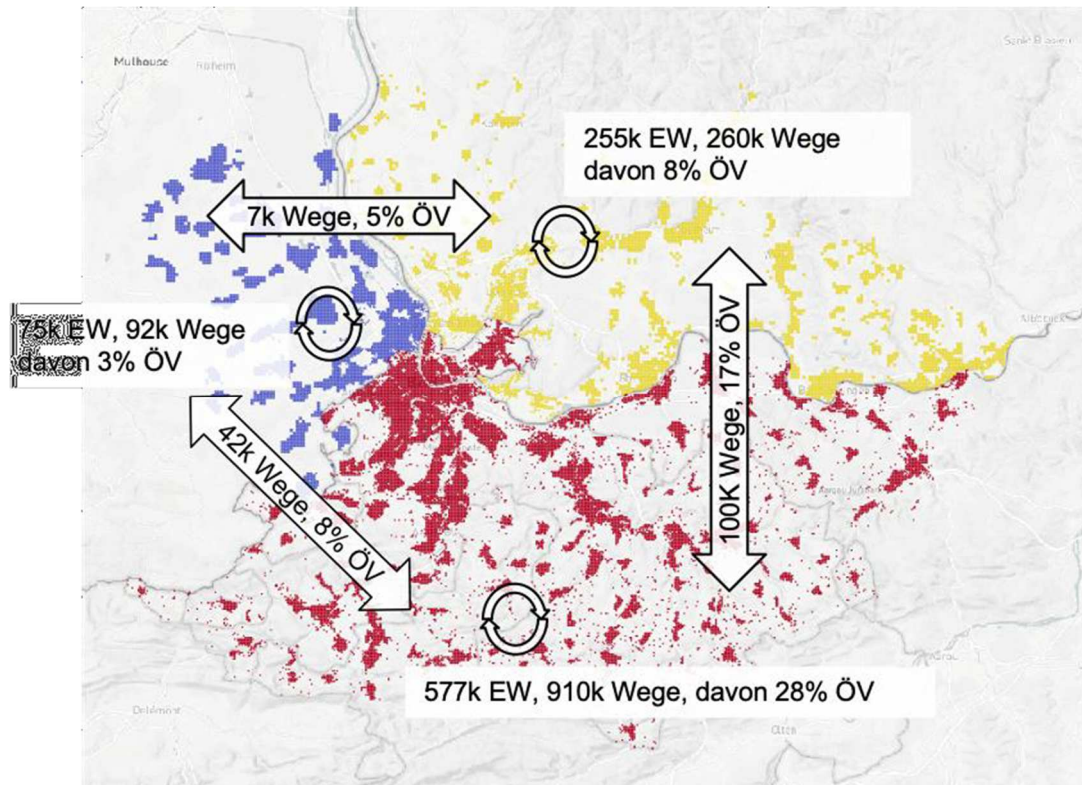 Mulhouse
255k EW, 260k Wege
davon 8% ÖV
7k Wege, 5% ÖV
75k EW, 92k Wege
davon 3% ÖV
100K Wege, 17% ÖV
42k Wege, 8% ÖV
577k EW, 910k Wege, davon 28% ÖV
Delémont
Olten